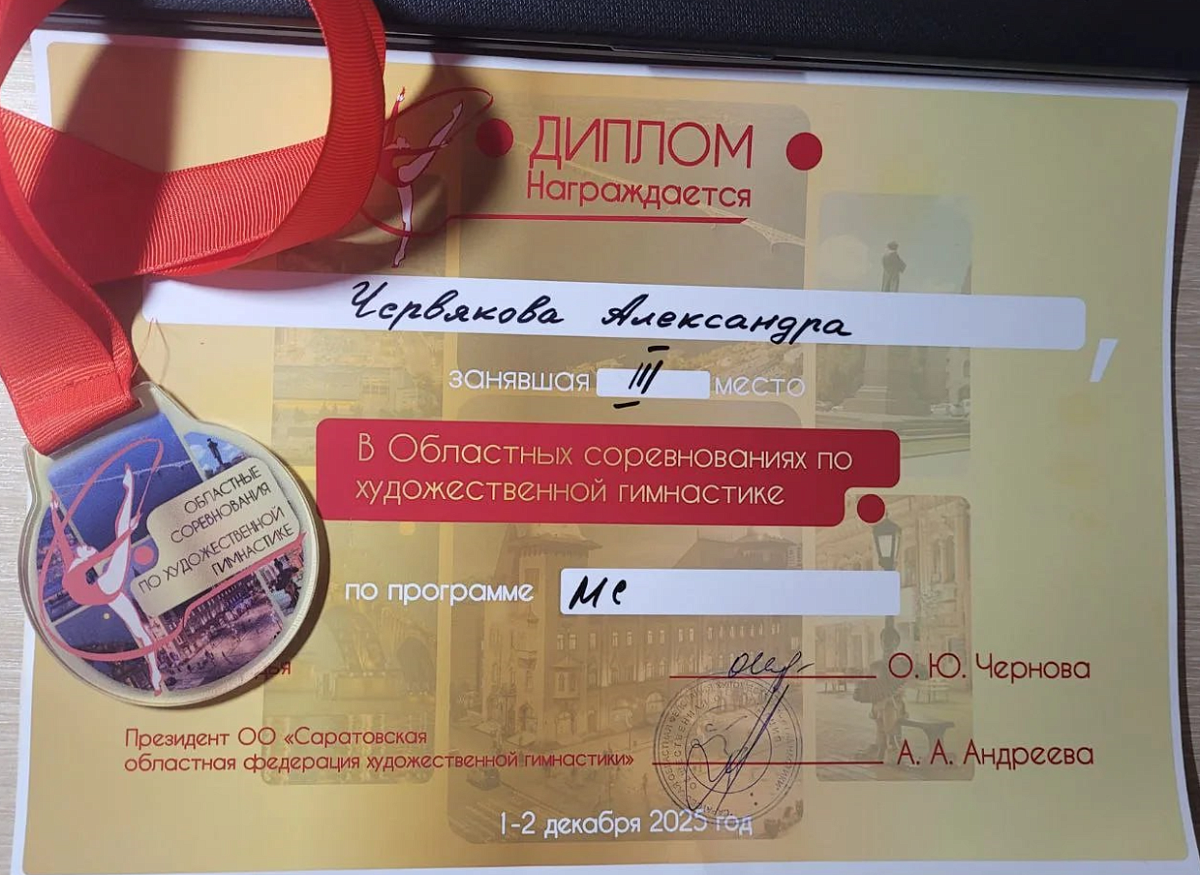 ДИПЛОМ
Награждается
Червякова Александра,
занявшая III место
В Областных соревнованиях по
художественной гимнастике
по программе МС
ОБЛАСТНЫЕ
СОРЕВНОВАНИЯ
ПО ХУДОЖЕСТВЕННОЙ
ГИМНАСТИКЕ
О. Ю. Чернова
Президент ОО «Саратовская
областная федерация художественной гимнастики» А. А. Андреева
1-2 декабря 2025 год